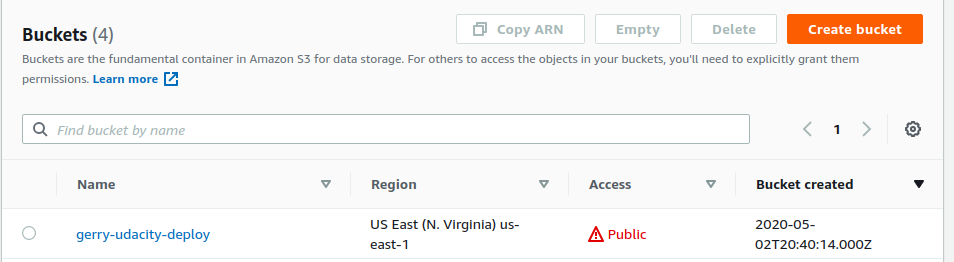 Buckets (4)
Copy ARN
Empty
Delete
Create bucket
Buckets are the fundamental container in Amazon S3 for data storage. For others to access the objects in your buckets, you'll need to explicitly grant them
permissions. Learn more
Find bucket by name
1
Name
Region
Access
Bucket created
gerry-udacity-deploy
US East (N. Virginia) us-
east-1
Public
2020-05-
02T20:40:14.000Z